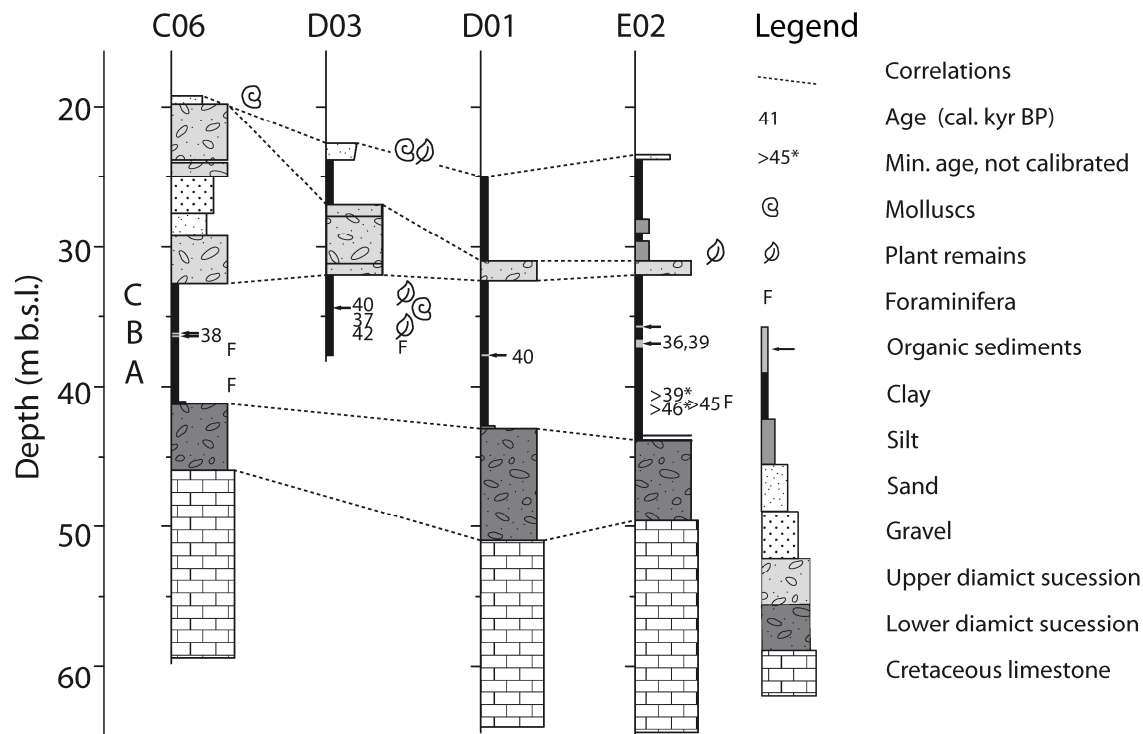 C06 D03 D01 E02 Legend
Correlations
41 Age (cal. kyr BP)
>45* Min. age, not calibrated
Molluscs
Plant remains
F Foraminifera
Organic sediments
Clay
Silt
Sand
Gravel
Upper diamict sucession
Lower diamict sucession
Cretaceous limestone
Depth (m b.s.l.)
20
30
40
50
60
C
B
A
38
F
F
40
37
42
F
40
36,39
>39*
>46*
>45 F